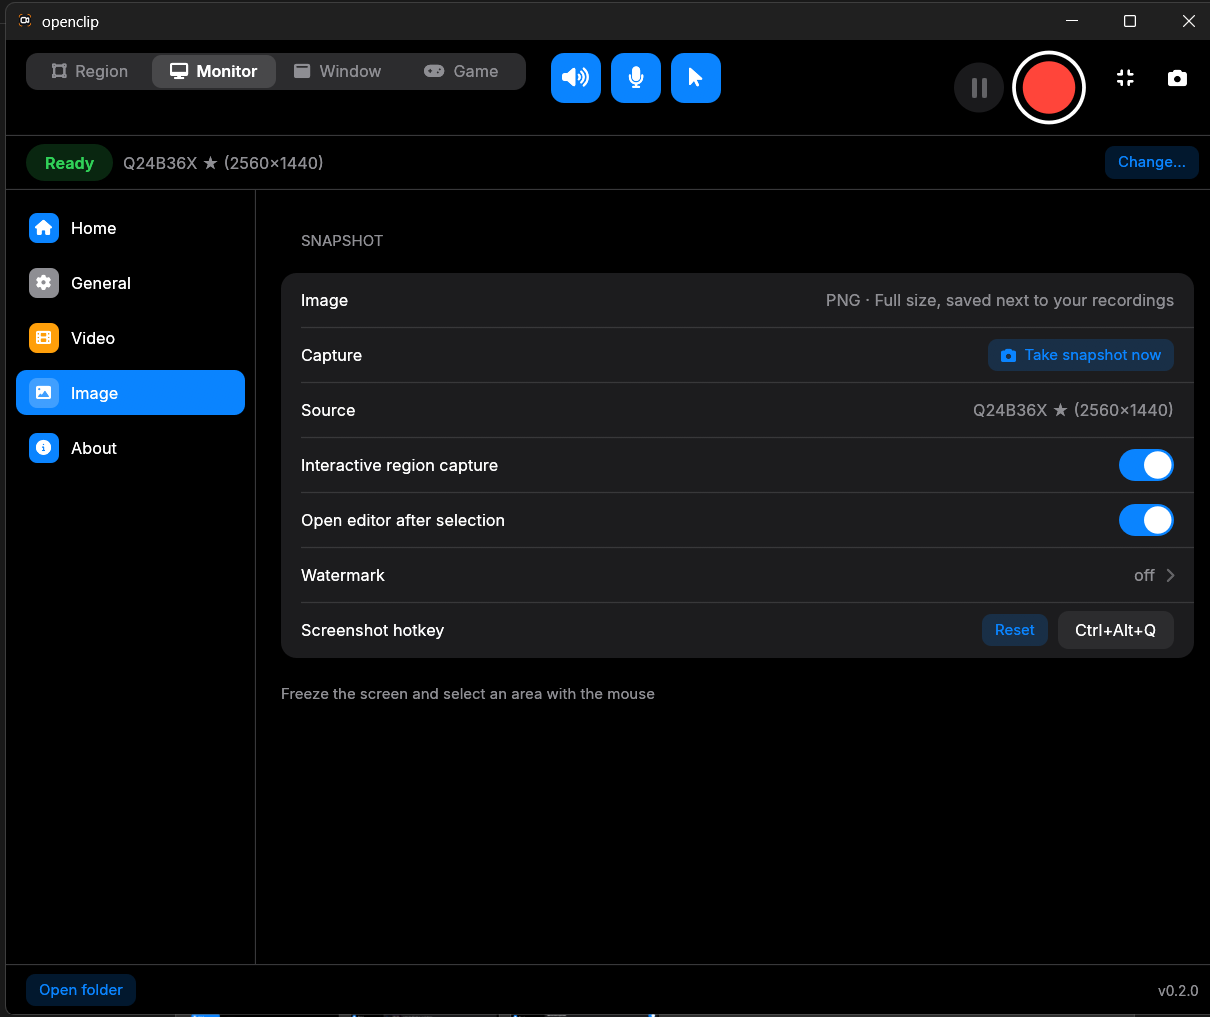 openclip
Region Monitor Window Game
Ready Q24B36X ★ (2560×1440) Change...
Home
General
Video
Image
About
SNAPSHOT
Image PNG · Full size, saved next to your recordings
Capture Take snapshot now
Source Q24B36X ★ (2560×1440)
Interactive region capture
Open editor after selection
Watermark off
Screenshot hotkey Reset Ctrl+Alt+Q
Freeze the screen and select an area with the mouse
Open folder v0.2.0